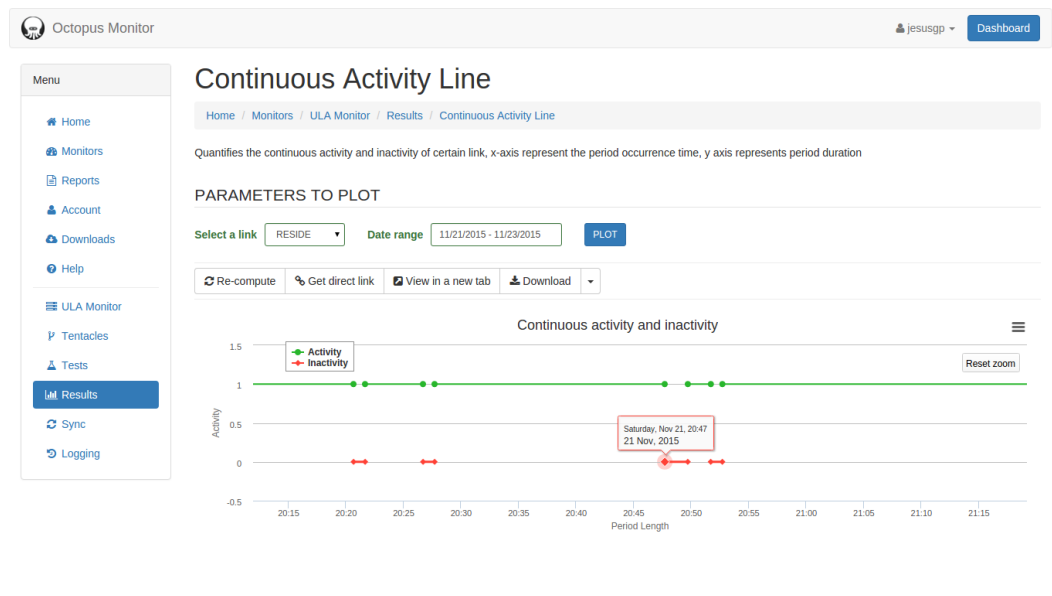 Octopus Monitor
jesusgp
Dashboard
Menu
Home
Monitors
Reports
Account
Downloads
Help
ULA Monitor
Tentacles
Tests
Results
Sync
Logging
Continuous Activity Line
Home / Monitors / ULA Monitor / Results / Continuous Activity Line
Quantifies the continuous activity and inactivity of certain link, x-axis represent the period occurrence time, y axis represents period duration
PARAMETERS TO PLOT
Select a link RESIDE Date range 11/21/2015 - 11/23/2015 PLOT
Re-compute Get direct link View in a new tab Download
Continuous activity and inactivity
Activity
Inactivity
Reset zoom
1.5
1
0.5
0
-0.5
Activity
Saturday, Nov 21, 20:47
21 Nov, 2015
20:15 20:20 20:25 20:30 20:35 20:40 20:45 20:50 20:55 21:00 21:05 21:10 21:15
Period Length